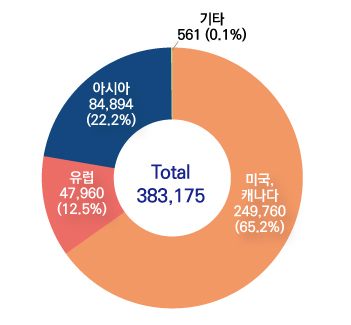 기타
561 (0.1%)
아시아
84,894
(22.2%)
유럽
47,960
(12.5%)
Total
383,175
미국,
캐나다
249,760
(65.2%)